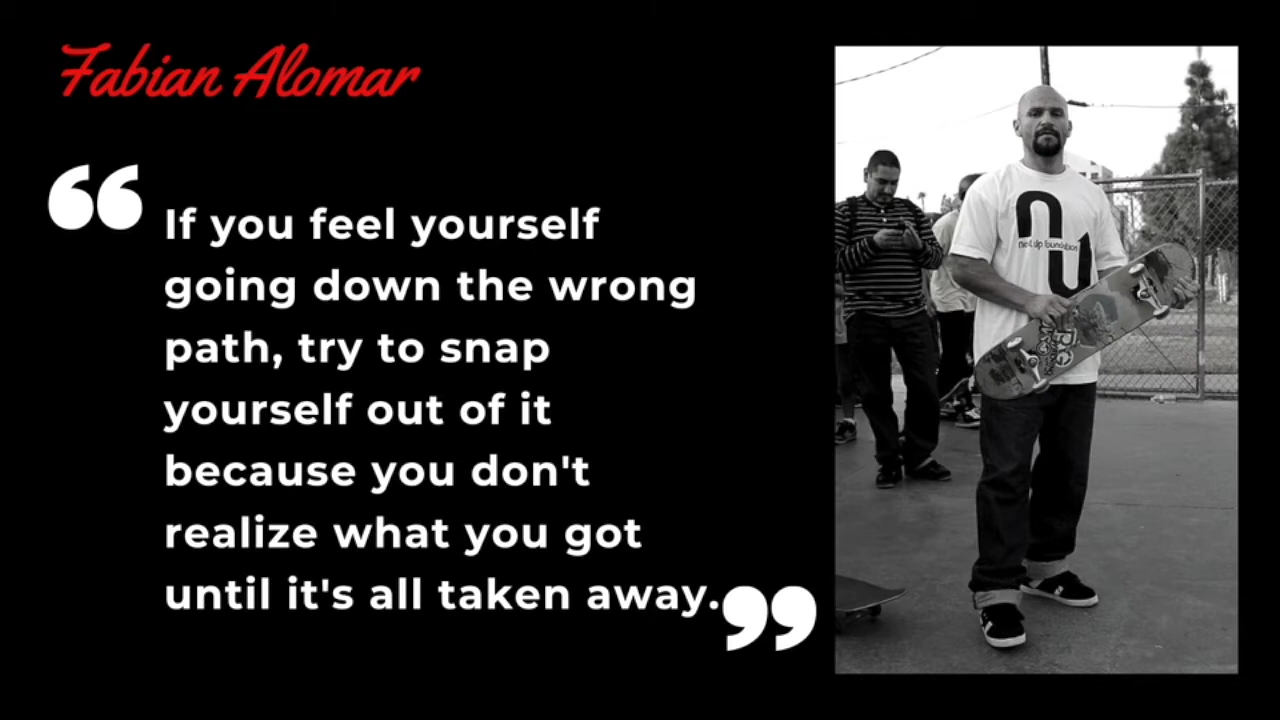 Fabian Alomar
“
If you feel yourself
going down the wrong
path, try to snap
yourself out of it
because you don't
realize what you got
until it's all taken away.
”